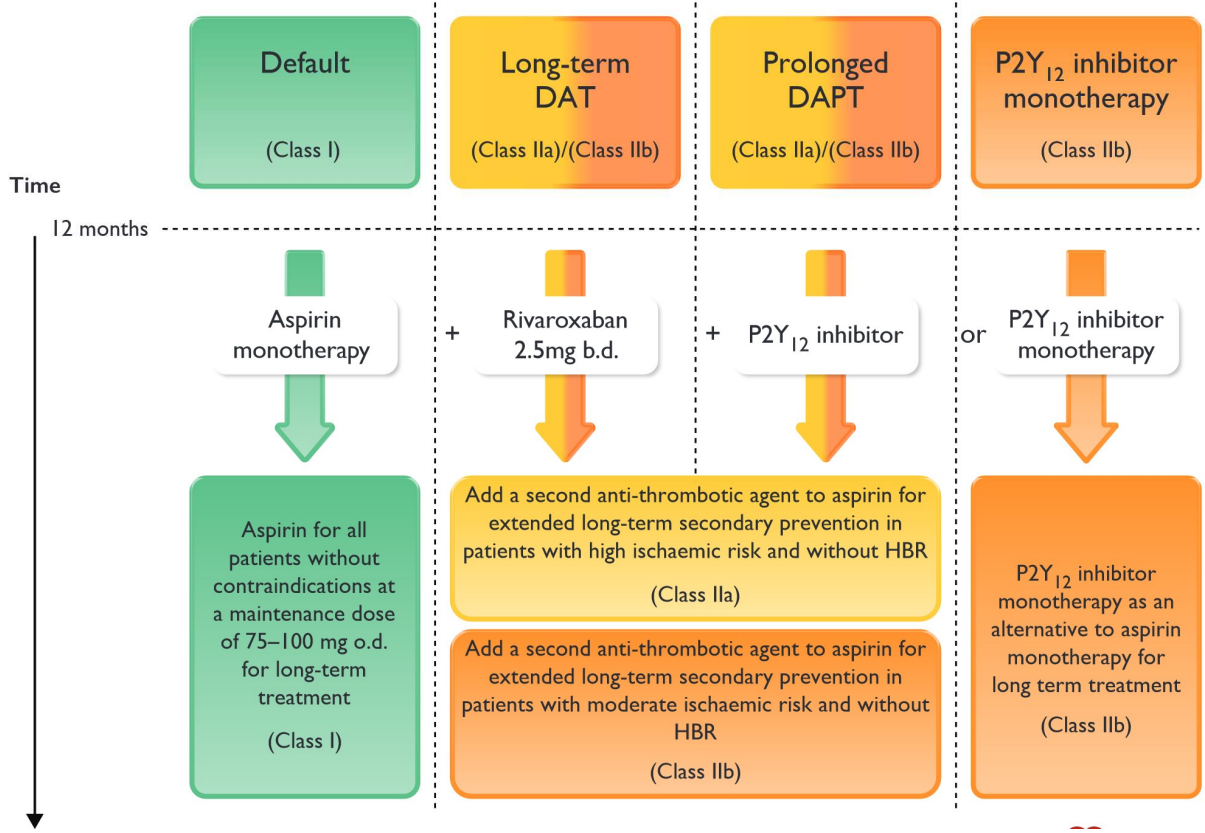 Default
(Class I)
Long-term
DAT
(Class IIa)/(Class IIb)
Prolonged
DAPT
(Class IIa)/(Class IIb)
P2Y₁₂ inhibitor
monotherapy
(Class IIb)
Time
12 months
Aspirin
monotherapy
+
Rivaroxaban
2.5mg b.d.
+
P2Y₁₂ inhibitor
or
P2Y₁₂ inhibitor
monotherapy
Aspirin for all
patients without
contraindications at
a maintenance dose
of 75–100 mg o.d.
for long-term
treatment
(Class I)
Add a second anti-thrombotic agent to aspirin for
extended long-term secondary prevention in
patients with high ischaemic risk and without HBR
(Class IIa)
Add a second anti-thrombotic agent to aspirin for
extended long-term secondary prevention in
patients with moderate ischaemic risk and without
HBR
(Class IIb)
P2Y₁₂ inhibitor
monotherapy as an
alternative to aspirin
monotherapy for
long term treatment
(Class IIb)